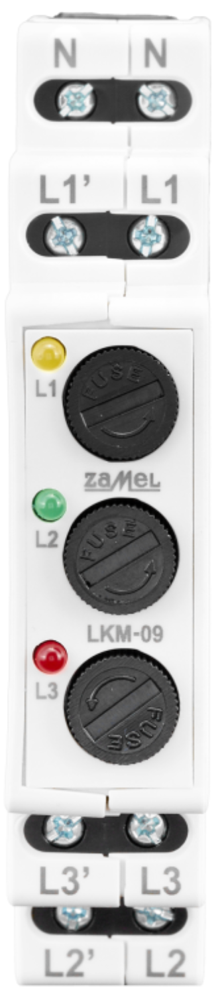 N N
L1’ L1
L1
FUSE
ZAMEL
L2
FUSE
LKM-09
L3
FUSE
L3’ L3
L2’ L2